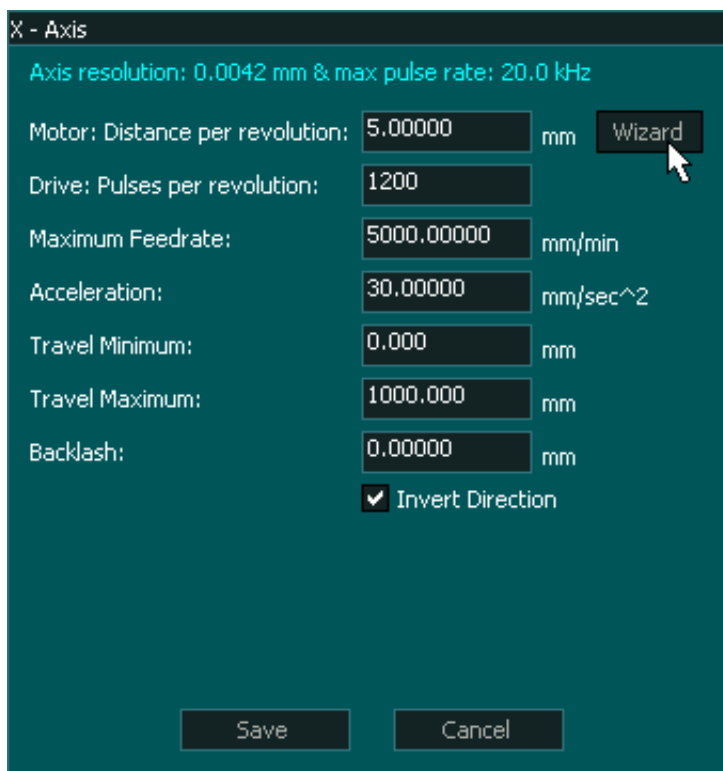 X - Axis
Axis resolution: 0.0042 mm & max pulse rate: 20.0 kHz
Motor: Distance per revolution: 5.00000 mm Wizard
Drive: Pulses per revolution: 1200
Maximum Feedrate: 5000.00000 mm/min
Acceleration: 30.00000 mm/sec^2
Travel Minimum: 0.000 mm
Travel Maximum: 1000.000 mm
Backlash: 0.00000 mm
Invert Direction
Save Cancel